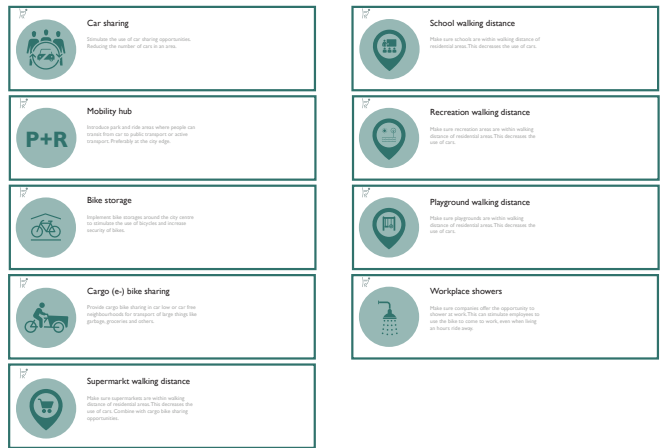 Car sharing
Stimulate the use of car sharing opportunities.
Reducing the number of cars in an area.
P+R
Mobility hub
Introduce park and ride areas where people can
transit from car to public transport or active
transport. Preferably at the city edge.
Bike storage
Implement bike storages around the city centre
to stimulate the use of bicycles and increase
security of bikes.
Cargo (e-) bike sharing
Provide cargo bike sharing in car low or car free
neighbourhoods for transport of large things like
garbage, groceries and others.
Supermarkt walking distance
Make sure supermarkets are within walking
distance of residential areas. This decreases the
use of cars. Combine with cargo bike sharing
opportunities.
School walking distance
Make sure schools are within walking distance of
residential areas. This decreases the use of cars.
Recreation walking distance
Make sure recreation areas are within walking
distance of residential areas. This decreases the
use of cars.
Playground walking distance
Make sure playgrounds are within walking
distance of residential areas. This decreases the
use of cars.
Workplace showers
Make sure companies offer the opportunity to
shower at work. This can stimulate employees to
use the bike to come to work, even when living
an hours ride away.